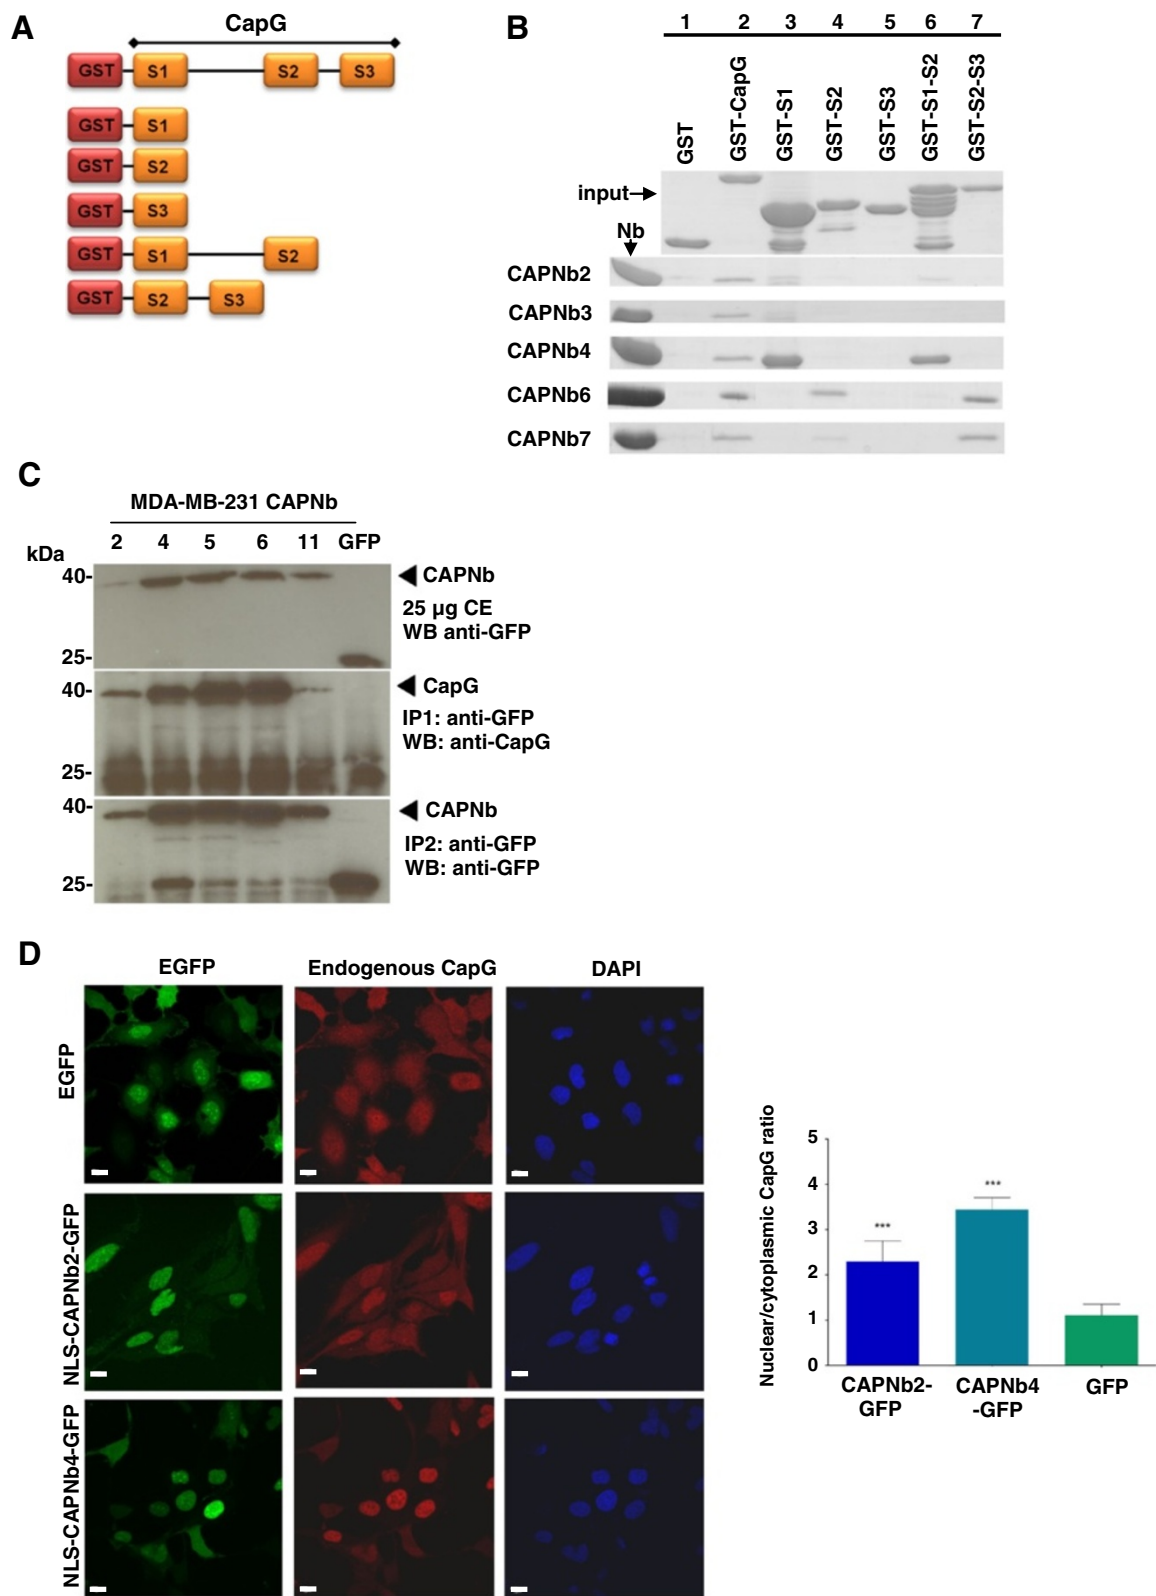 A
CapG
GST S1 S2 S3
GST S1
GST S2
GST S3
GST S1 S2
GST S2 S3
B
1 2 3 4 5 6 7
GST
GST-CapG
GST-S1
GST-S2
GST-S3
GST-S1-S2
GST-S2-S3
input
Nb
CAPNb2
CAPNb3
CAPNb4
CAPNb6
CAPNb7
C
MDA-MB-231 CAPNb
2 4 5 6 11 GFP
kDa
40-
CAPNb
25 µg CE
WB anti-GFP
25-
40-
CapG
IP1: anti-GFP
WB: anti-CapG
25-
40-
CAPNb
IP2: anti-GFP
WB: anti-GFP
25-
D
EGFP Endogenous CapG DAPI
EGFP
NLS-CAPNb2-GFP
NLS-CAPNb4-GFP
Nuclear/cytoplasmic CapG ratio
5
4
3
2
1
0
***
***
CAPNb2-
GFP
CAPNb4
-GFP
GFP